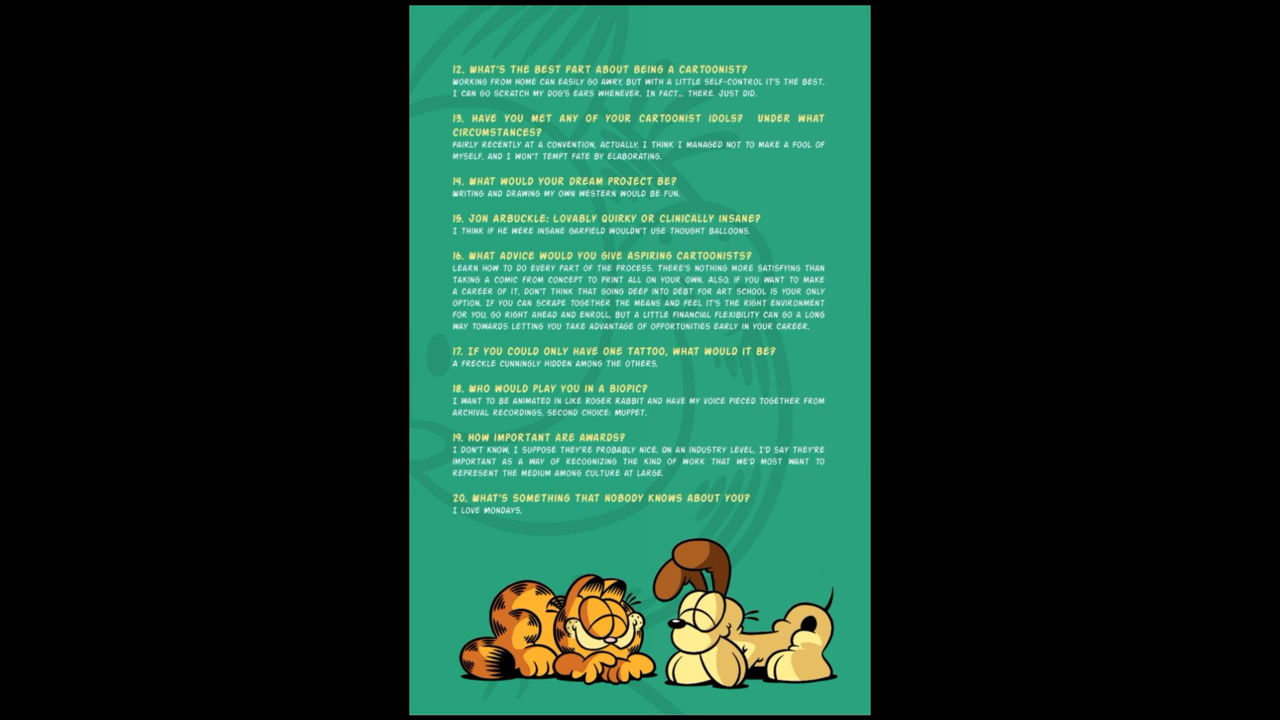 12. WHAT'S THE BEST PART ABOUT BEING A CARTOONIST?
WORKING FROM HOME CAN EASILY GO AWRY, BUT WITH A LITTLE SELF-CONTROL IT'S THE BEST.
I CAN GO SCRATCH MY DOG'S EARS WHENEVER. IN FACT... THERE. JUST DID.
13. HAVE YOU MET ANY OF YOUR CARTOONIST IDOLS? UNDER WHAT
CIRCUMSTANCES?
FAIRLY RECENTLY AT A CONVENTION, ACTUALLY. I THINK I MANAGED NOT TO MAKE A FOOL OF
MYSELF, AND I WON'T TEMPT FATE BY ELABORATING.
14. WHAT WOULD YOUR DREAM PROJECT BE?
WRITING AND DRAWING MY OWN WESTERN WOULD BE FUN.
15. JON ARBUCKLE: LOVABLY QUIRKY OR CLINICALLY INSANE?
I THINK IF HE WERE INSANE GARFIELD WOULDN'T USE THOUGHT BALLOONS.
16. WHAT ADVICE WOULD YOU GIVE ASPIRING CARTOONISTS?
LEARN HOW TO DO EVERY PART OF THE PROCESS. THERE'S NOTHING MORE SATISFYING THAN
TAKING A COMIC FROM CONCEPT TO PRINT ALL ON YOUR OWN. ALSO, IF YOU WANT TO MAKE
A CAREER OF IT, DON'T THINK THAT GOING DEEP INTO DEBT FOR ART SCHOOL IS YOUR ONLY
OPTION. IF YOU CAN SCRAPE TOGETHER THE MEANS AND FEEL IT'S THE RIGHT ENVIRONMENT
FOR YOU, GO RIGHT AHEAD AND ENROLL, BUT A LITTLE FINANCIAL FLEXIBILITY CAN GO A LONG
WAY TOWARDS LETTING YOU TAKE ADVANTAGE OF OPPORTUNITIES EARLY IN YOUR CAREER.
17. IF YOU COULD ONLY HAVE ONE TATTOO, WHAT WOULD IT BE?
A FRECKLE CUNNINGLY HIDDEN AMONG THE OTHERS.
18. WHO WOULD PLAY YOU IN A BIOPIC?
I WANT TO BE ANIMATED IN LIKE ROGER RABBIT AND HAVE MY VOICE PIECED TOGETHER FROM
ARCHIVAL RECORDINGS. SECOND CHOICE: MUPPET.
19. HOW IMPORTANT ARE AWARDS?
I DON'T KNOW, I SUPPOSE THEY'RE PROBABLY NICE. ON AN INDUSTRY LEVEL, I'D SAY THEY'RE
IMPORTANT AS A WAY OF RECOGNIZING THE KIND OF WORK THAT WE'D MOST WANT TO
REPRESENT THE MEDIUM AMONG CULTURE AT LARGE.
20. WHAT'S SOMETHING THAT NOBODY KNOWS ABOUT YOU?
I LOVE MONDAYS.